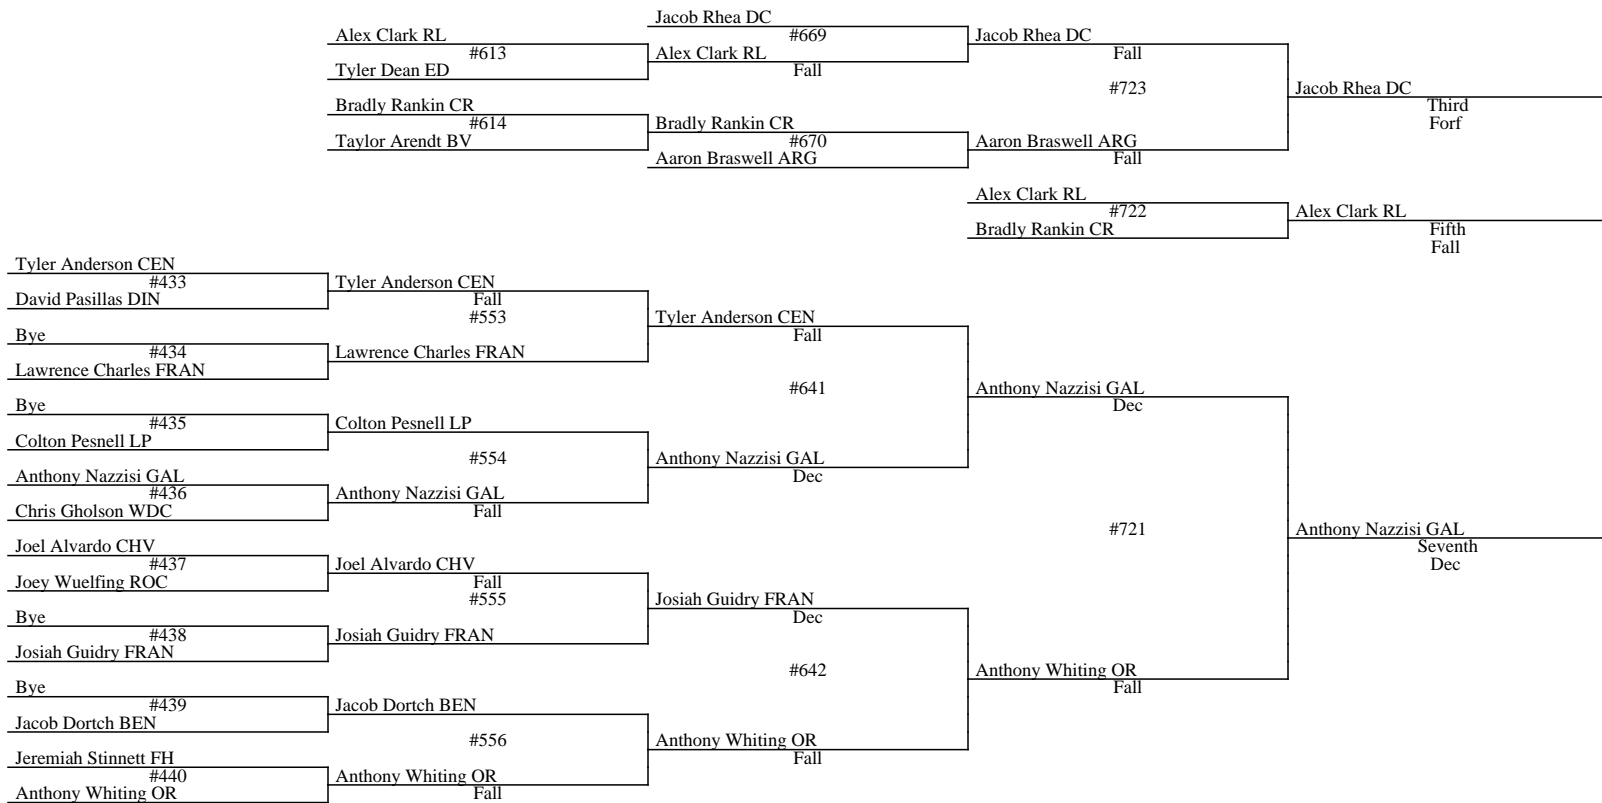 Jacob Rhea DC
Alex Clark RL
#669
Jacob Rhea DC
#613
Alex Clark RL
Fall
Tyler Dean ED
Fall
#723
Jacob Rhea DC
Bradly Rankin CR
Third
#614
Bradly Rankin CR
Forf
Taylor Arendt BV
#670
Aaron Braswell ARG
Aaron Braswell ARG
Fall
Alex Clark RL
#722
Alex Clark RL
Bradly Rankin CR
Fifth
Fall
Tyler Anderson CEN
#433
Tyler Anderson CEN
David Pasillas DIN
Fall
#553
Tyler Anderson CEN
Bye
Fall
#434
Lawrence Charles FRAN
Lawrence Charles FRAN
#641
Anthony Nazzisi GAL
Bye
Dec
#435
Colton Pesnell LP
Colton Pesnell LP
#554
Anthony Nazzisi GAL
Anthony Nazzisi GAL
Dec
#436
Anthony Nazzisi GAL
Chris Gholson WDC
Fall
#721
Anthony Nazzisi GAL
Joel Alvardo CHV
Seventh
#437
Joel Alvardo CHV
Dec
Joey Wuelfing ROC
Fall
#555
Josiah Guidry FRAN
Bye
Dec
#438
Josiah Guidry FRAN
Josiah Guidry FRAN
#642
Anthony Whiting OR
Bye
Fall
#439
Jacob Dortch BEN
Jacob Dortch BEN
#556
Anthony Whiting OR
Jeremiah Stinnett FH
Fall
#440
Anthony Whiting OR
Anthony Whiting OR
Fall